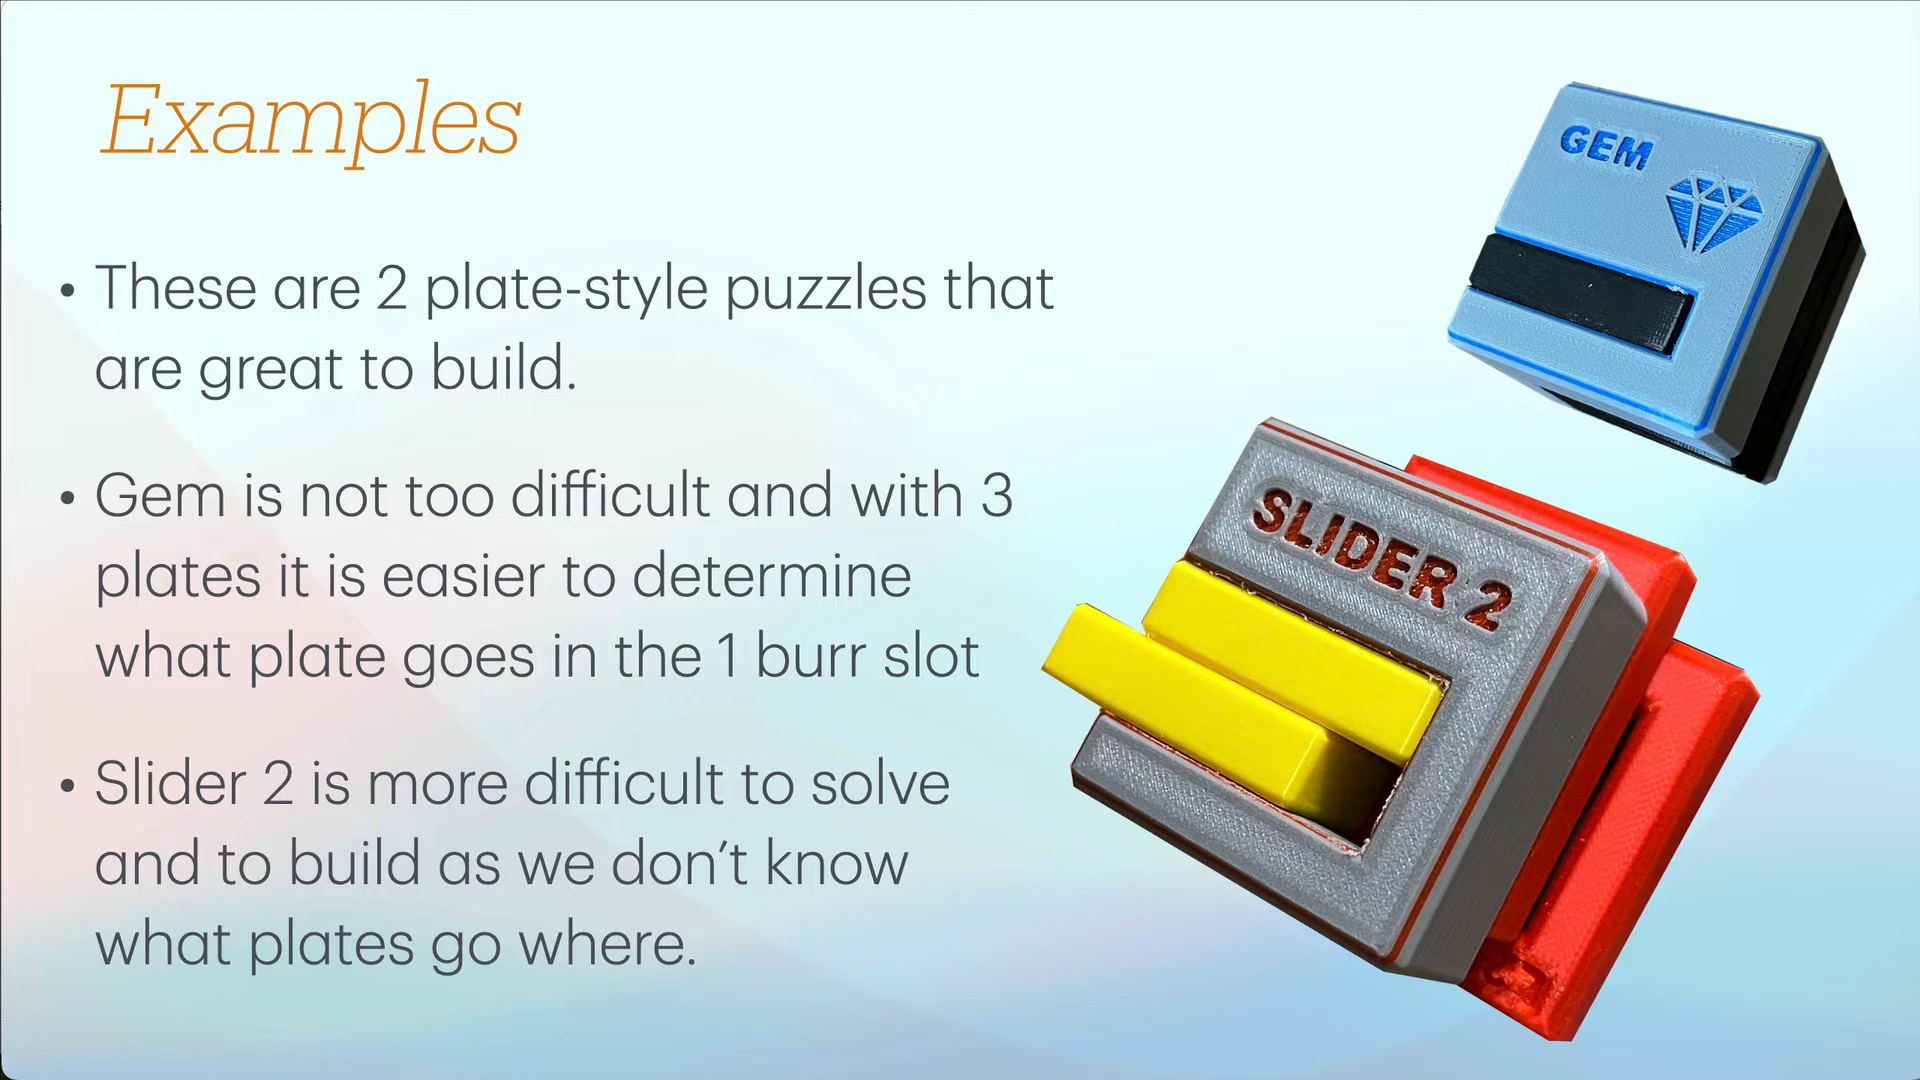 Examples
• These are 2 plate-style puzzles that
are great to build.
• Gem is not too difficult and with 3
plates it is easier to determine
what plate goes in the 1 burr slot
• Slider 2 is more difficult to solve
and to build as we don’t know
what plates go where.
GEM
SLIDER 2